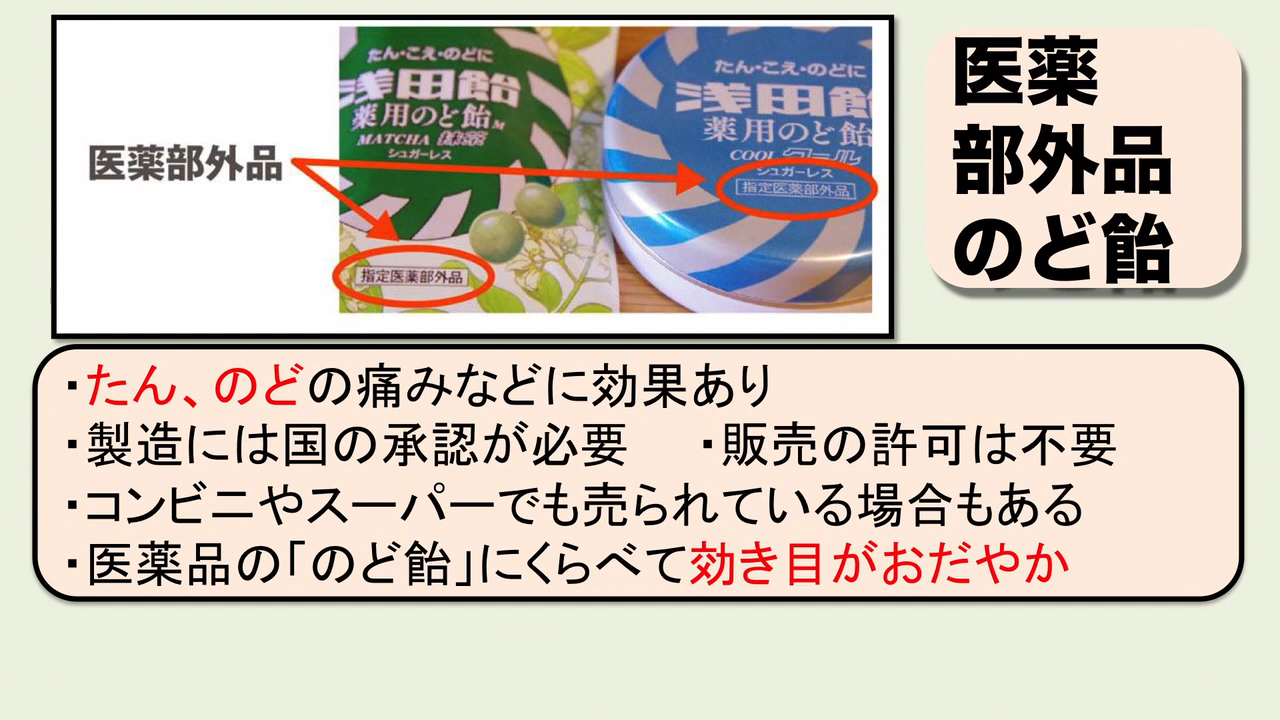 医薬部外品
たん・こえ・のどに
浅田飴
薬用のど飴M
MATCHA 抹茶
シュガーレス
指定医薬部外品
たん・こえ・のどに
浅田飴
薬用のど飴
COOL クール
シュガーレス
指定医薬部外品
医薬
部外品
のど飴
・たん、のどの痛みなどに効果あり
・製造には国の承認が必要 ・販売の許可は不要
・コンビニやスーパーでも売られている場合もある
・医薬品の「のど飴」にくらべて効き目がおだやか